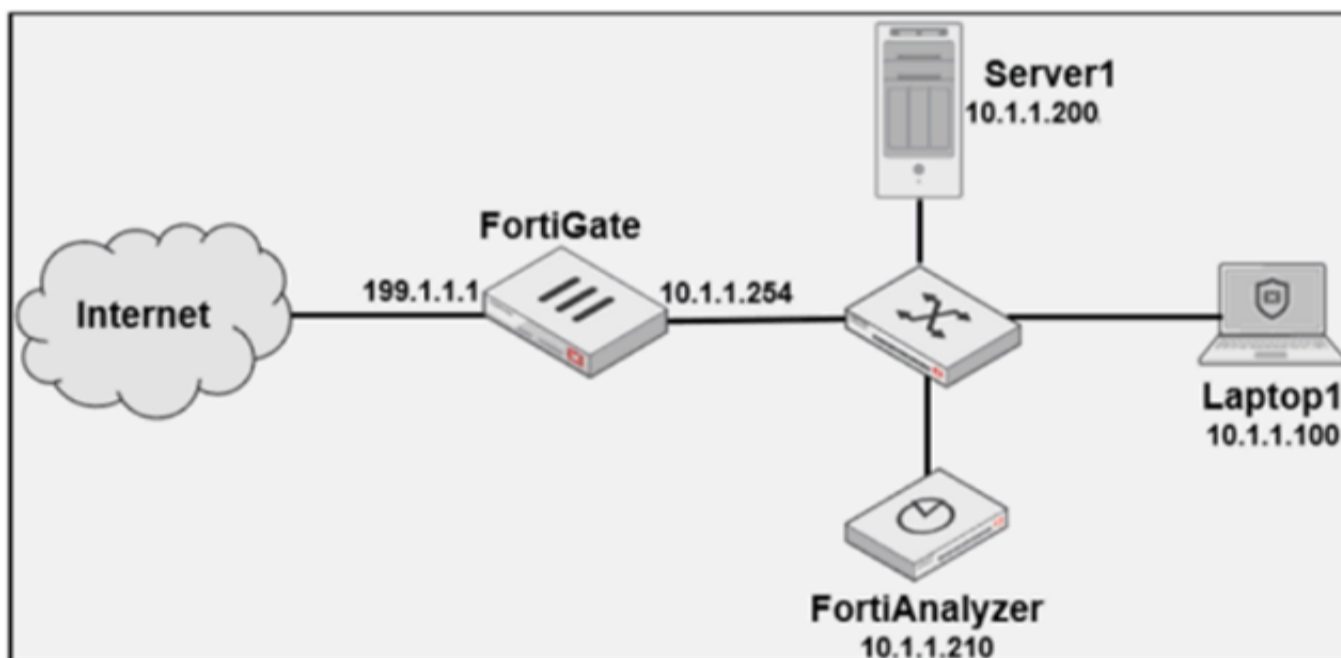 Server1
10.1.1.200
FortiGate
Internet
199.1.1.1
10.1.1.254
Laptop1
10.1.1.100
FortiAnalyzer
10.1.1.210